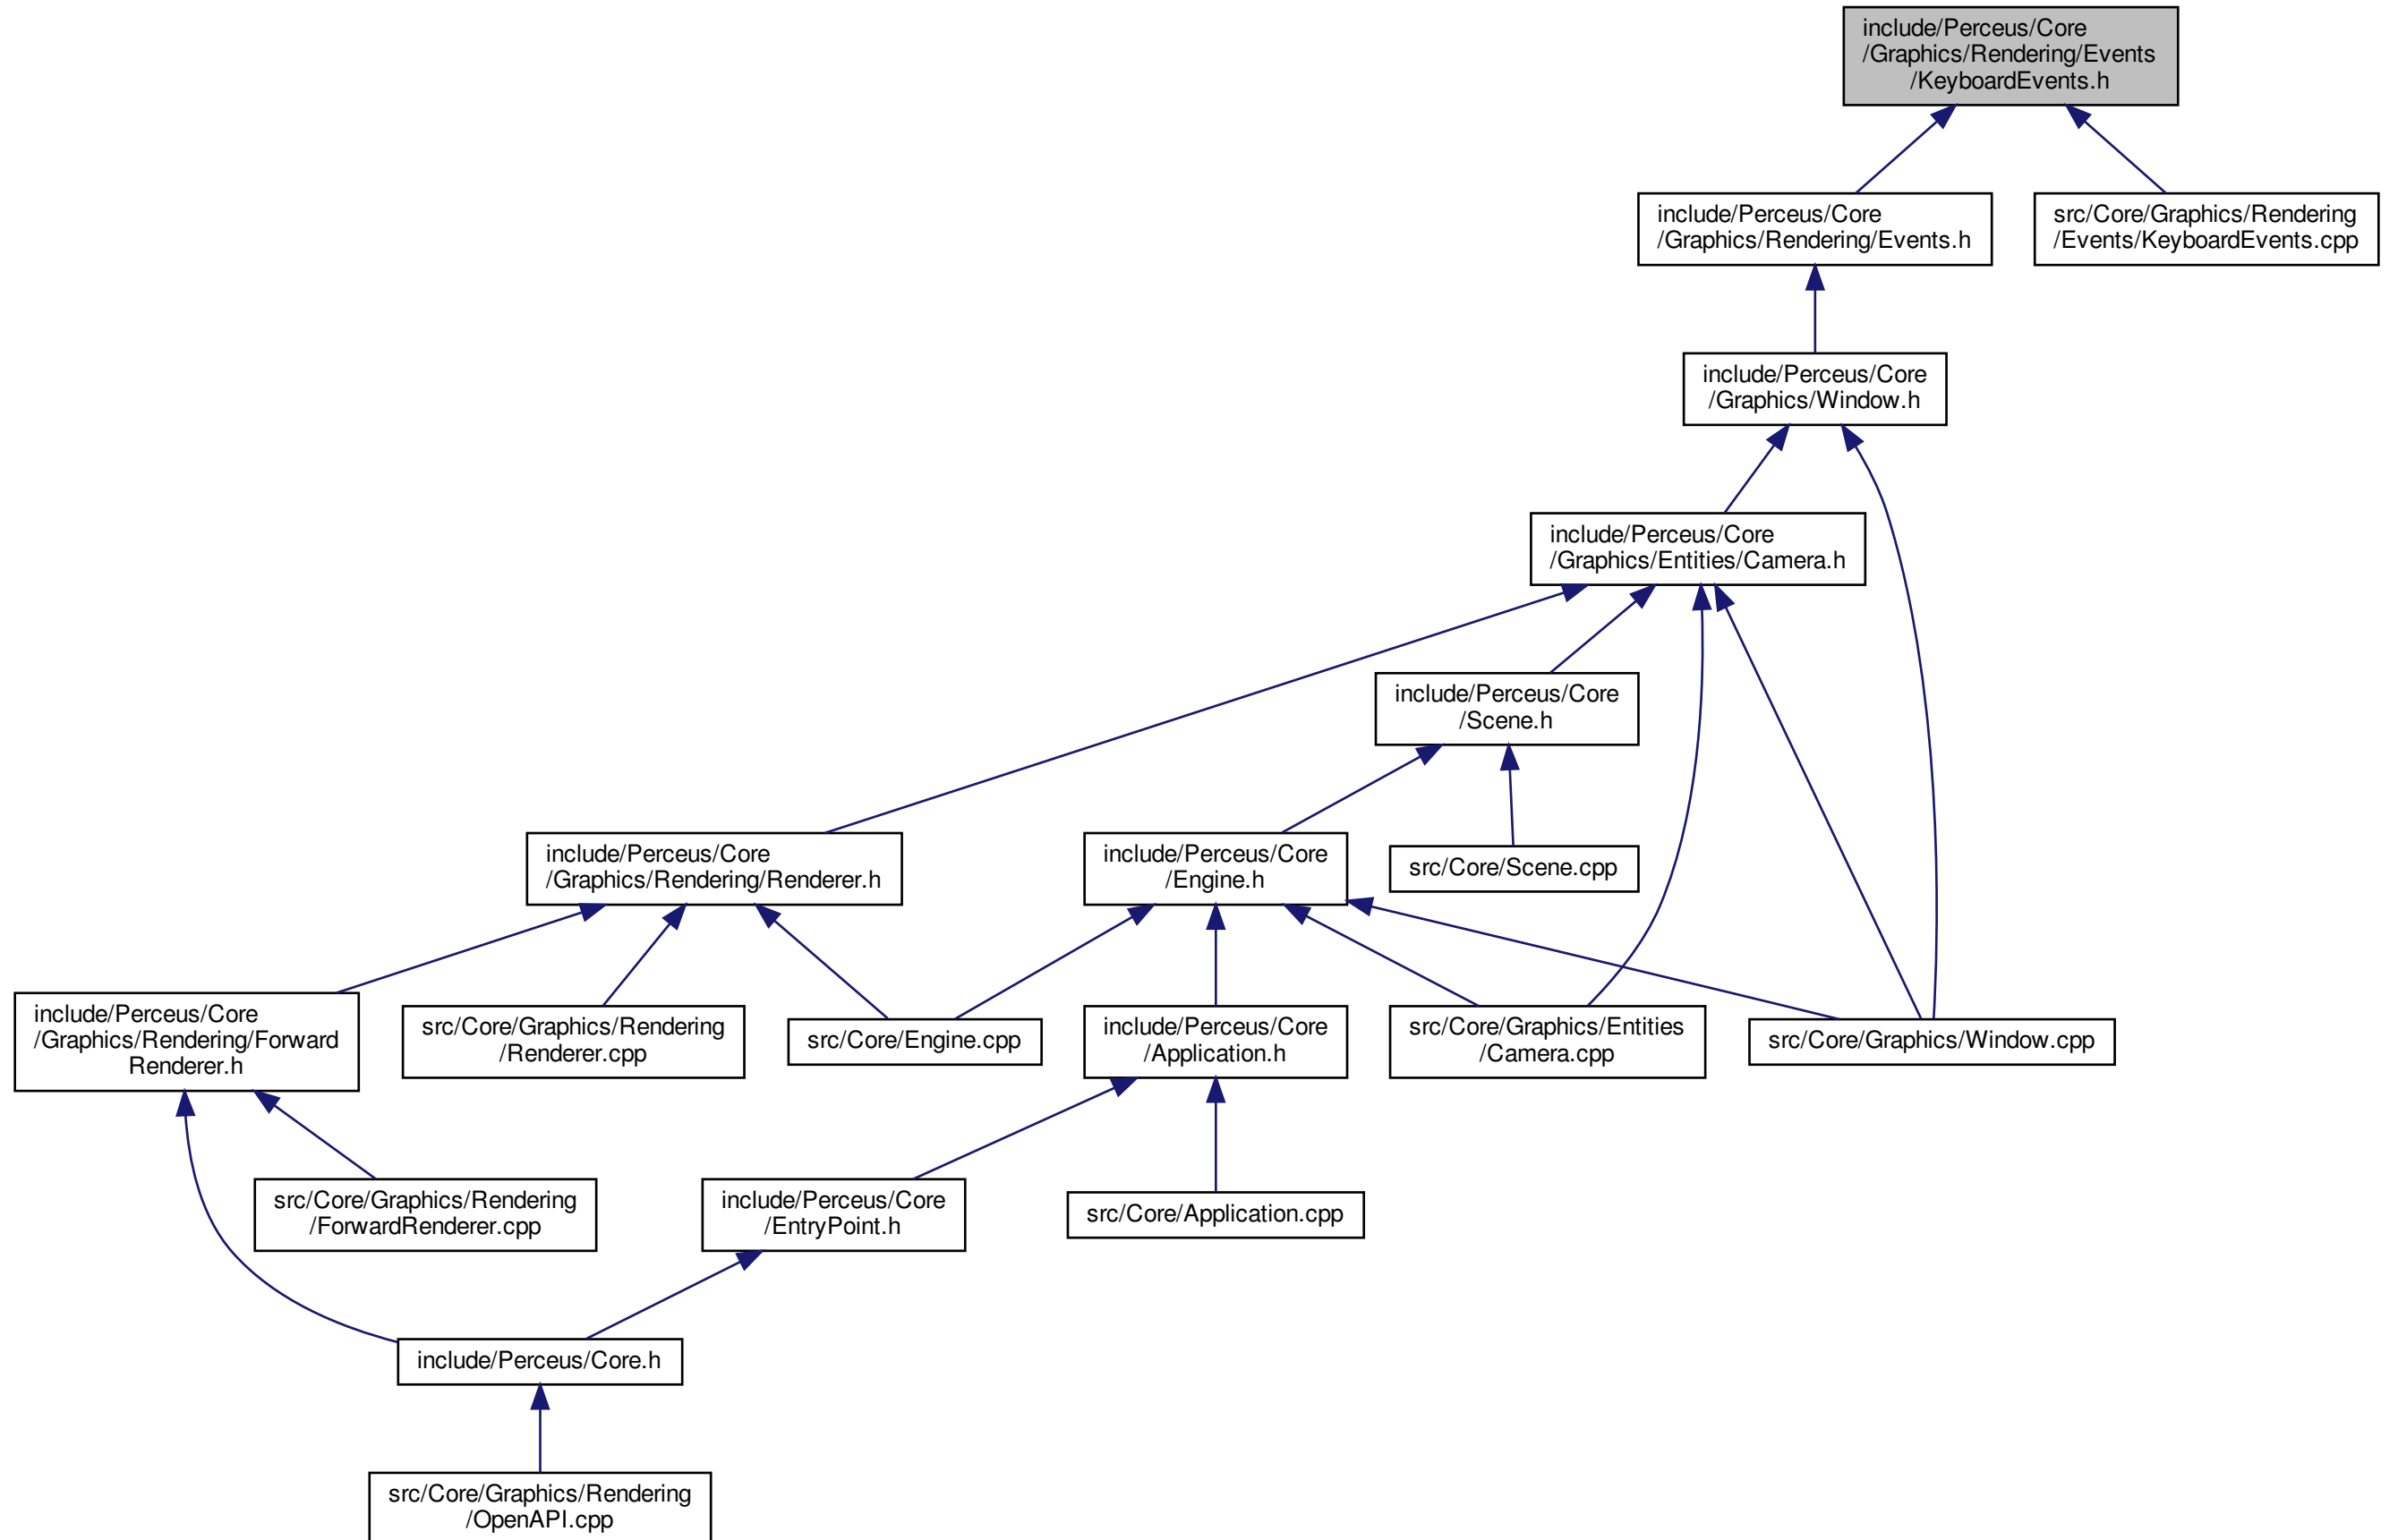 include/Perceus/Core
/Graphics/Rendering/Events
/KeyboardEvents.h
include/Perceus/Core
/Graphics/Rendering/Events.h
src/Core/Graphics/Rendering
/Events/KeyboardEvents.cpp
include/Perceus/Core
/Graphics/Window.h
include/Perceus/Core
/Graphics/Entities/Camera.h
include/Perceus/Core
/Scene.h
include/Perceus/Core
/Graphics/Rendering/Renderer.h
include/Perceus/Core
/Engine.h
src/Core/Scene.cpp
include/Perceus/Core
/Graphics/Rendering/Forward
Renderer.h
src/Core/Graphics/Rendering
/Renderer.cpp
src/Core/Engine.cpp
include/Perceus/Core
/Application.h
src/Core/Graphics/Entities
/Camera.cpp
src/Core/Graphics/Window.cpp
src/Core/Graphics/Rendering
/ForwardRenderer.cpp
include/Perceus/Core
/EntryPoint.h
src/Core/Application.cpp
include/Perceus/Core.h
src/Core/Graphics/Rendering
/OpenAPI.cpp